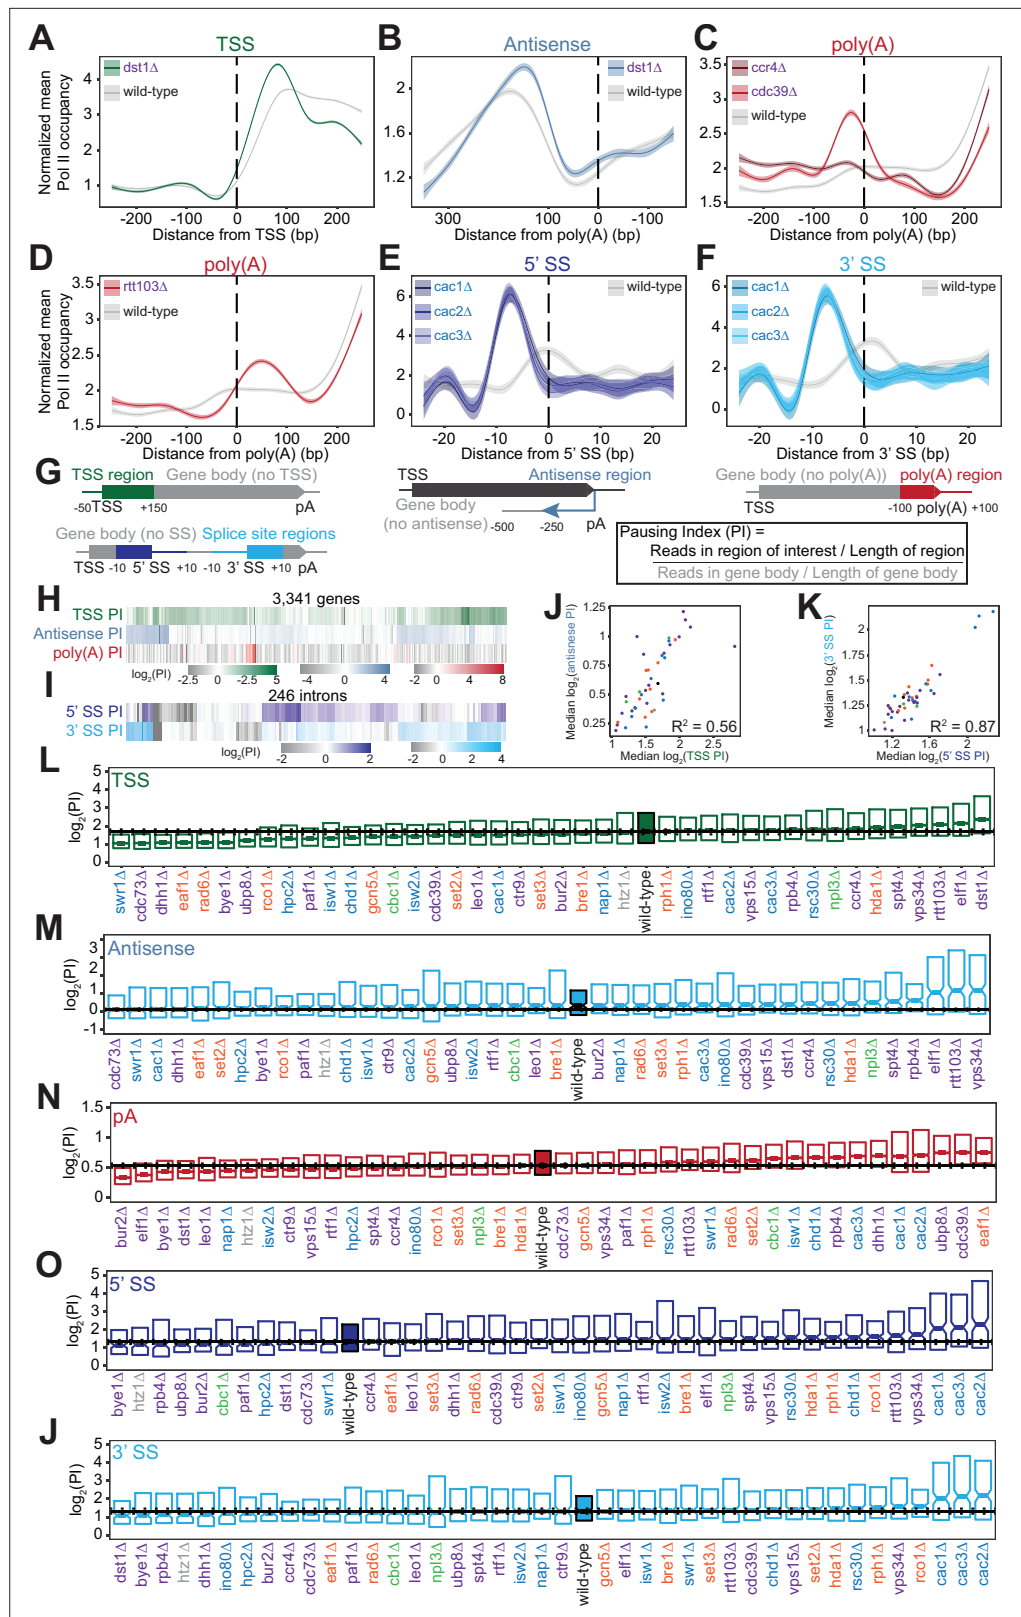 A
TSS
Normalized mean
Pol II occupancy
dst1Δ
wild-type
4
3
2
1
-200 -100 0 100 200
Distance from TSS (bp)
B
Antisense
dst1Δ
wild-type
2
1.6
1.2
300 100 0 -100
Distance from poly(A) (bp)
C
poly(A)
ccr4Δ
cdc39Δ
wild-type
3.5
3
2.5
2
1.5
-200 -100 0 100 200
Distance from poly(A) (bp)
D
poly(A)
Normalized mean
Pol II occupancy
rtt103Δ
wild-type
3.5
3
2.5
2
1.5
-200 -100 0 100 200
Distance from poly(A) (bp)
E
5' SS
cac1Δ
cac2Δ
cac3Δ
wild-type
6
4
2
0
-20 -10 0 10 20
Distance from 5' SS (bp)
F
3' SS
cac1Δ
cac2Δ
cac3Δ
wild-type
6
4
2
0
-20 -10 0 10 20
Distance from 3' SS (bp)
G
TSS region Gene body (no TSS)
-50 TSS +150 pA
Gene body (no SS) Splice site regions
TSS -10 5' SS +10 -10 3' SS +10 pA
TSS Antisense region
Gene body
(no antisense) -500 -250 pA
Gene body (no poly(A)) poly(A) region
TSS -100 poly(A) +100
Pausing Index (PI) =
Reads in region of interest / Length of region
Reads in gene body / Length of gene body
H
3,341 genes
TSS PI
Antisense PI
poly(A) PI
log2(PI) -2.5 0 2.5 5 -4 0 4 -2 2 5 8
I
246 introns
5' SS PI
3' SS PI
log2(PI) -2 0 2 -2 0 2 4
J
Median log2(antisnese PI)
1.25
1
0.75
0.50
0.25
R2 = 0.56
1 1.5 2 2.5
Median log2(TSS PI)
K
Median log2(3' SS PI)
2.2
2
1.8
1.6
1.4
1.2
R2 = 0.87
1.2 1.6 2
Median log2(5' SS PI)
L
TSS
log2(PI)
5
4
3
2
1
0
swr1Δ cdc73Δ dhh1Δ eaf1Δ rad6Δ bye1Δ ubp8Δ rco1Δ hpc2Δ paf1Δ isw1Δ chd1Δ gcn5Δ cbc1Δ isw2Δ cdc39Δ set2Δ leo1Δ cac1Δ ctr9Δ set3Δ bur2Δ bre1Δ nap1Δ htz1Δ wild-type rph1Δ ino80Δ rtf1Δ cac2Δ vps15Δ cac3Δ rpb4Δ rsc30Δ npl3Δ ccr4Δ hda1Δ spt4Δ vps34Δ rtt103Δ elf1Δ dst1Δ
M
Antisense
log2(PI)
3
2
1
0
-1
cdc73Δ swr1Δ cac1Δ dhh1Δ eaf1Δ set2Δ hpc2Δ bye1Δ rco1Δ paf1Δ htz1Δ chd1Δ isw1Δ ctr9Δ cac2Δ gcn5Δ ubp8Δ isw2Δ rtf1Δ cbc1Δ leo1Δ bre1Δ wild-type bur2Δ nap1Δ rad6Δ set3Δ rph1Δ cac3Δ ino80Δ cdc39Δ vps15Δ dst1Δ ccr4Δ rsc30Δ hda1Δ npl3Δ spt4Δ rpb4Δ elf1Δ rtt103Δ vps34Δ
N
pA
log2(PI)
1.5
1
0.5
0
bur2Δ elf1Δ bye1Δ dst1Δ leo1Δ nap1Δ htz1Δ isw2Δ ctr9Δ vps15Δ rtf1Δ hpc2Δ spt4Δ ccr4Δ ino80Δ rco1Δ set3Δ npl3Δ bre1Δ hda1Δ wild-type cdc73Δ gcn5Δ vps34Δ paf1Δ rph1Δ rsc30Δ rtt103Δ swr1Δ rad6Δ set2Δ cbc1Δ isw1Δ chd1Δ rpb4Δ cac3Δ dhh1Δ cac1Δ cac2Δ ubp8Δ cdc39Δ eaf1Δ
O
5' SS
log2(PI)
5
4
3
2
1
0
bye1Δ htz1Δ rpb4Δ ubp8Δ bur2Δ cbc1Δ paf1Δ hpc2Δ dst1Δ cdc73Δ swr1Δ wild-type ccr4Δ eaf1Δ leo1Δ set3Δ dhh1Δ rad6Δ cdc39Δ ctr9Δ set2Δ isw1Δ ino80Δ gcn5Δ nap1Δ rtf1Δ isw2Δ bre1Δ elf1Δ npl3Δ spt4Δ vps15Δ rsc30Δ hda1Δ rph1Δ chd1Δ rco1Δ rtt103Δ vps34Δ cac1Δ cac3Δ cac2Δ
J
3' SS
log2(PI)
5
4
3
2
1
0
dst1Δ bye1Δ rpb4Δ htz1Δ dhh1Δ ino80Δ hpc2Δ bur2Δ ccr4Δ cdc73Δ eaf1Δ paf1Δ rad6Δ cbc1Δ leo1Δ npl3Δ ubp8Δ spt4Δ rtf1Δ isw2Δ nap1Δ ctr9Δ wild-type gcn5Δ elf1Δ isw1Δ bre1Δ swr1Δ set3Δ rtt103Δ cdc39Δ chd1Δ vps15Δ set2Δ hda1Δ rsc30Δ rph1Δ vps34Δ rco1Δ cac1Δ cac3Δ cac2Δ